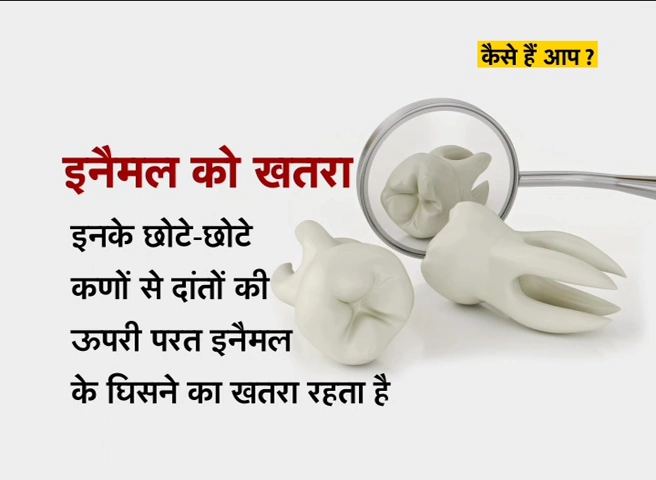 कैसे हैं आप ?
इनैमल को खतरा
इनके छोटे-छोटे
कणों से दांतों की
ऊपरी परत इनैमल
के घिसने का खतरा रहता है